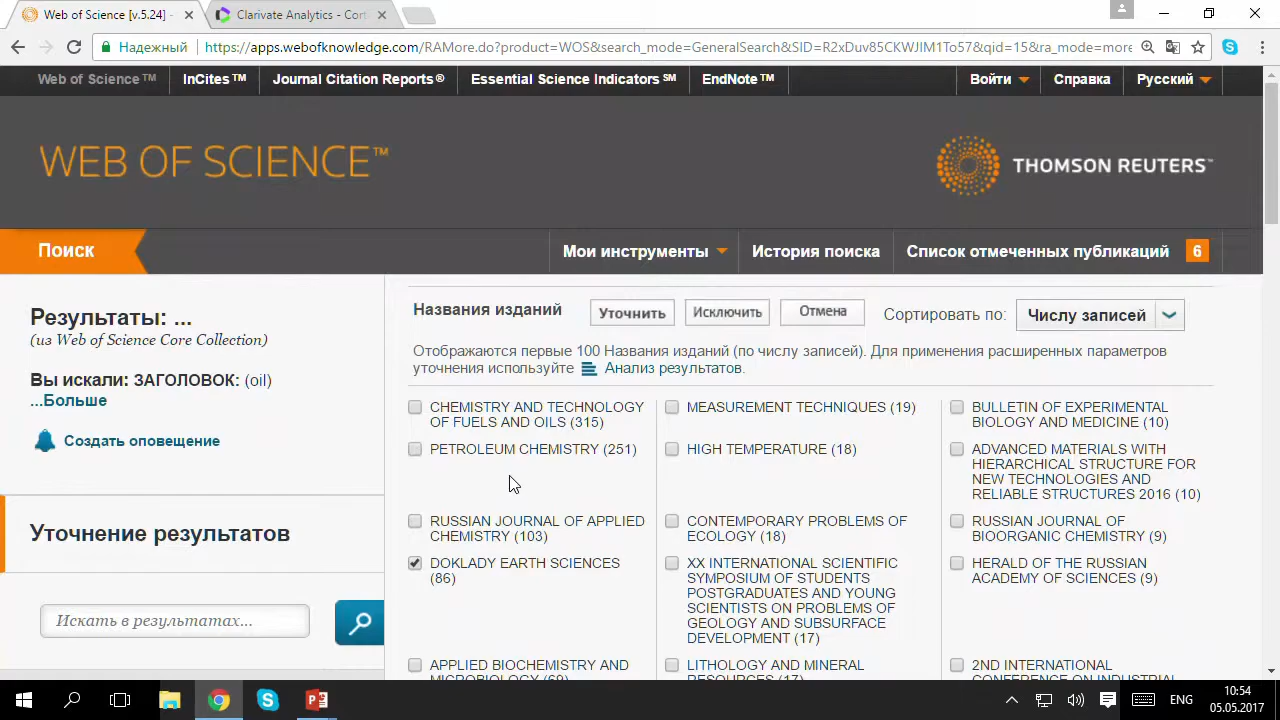 Web of Science [v.5.24] -
Clarivate Analytics - Cort
Надежный
https://apps.webofknowledge.com/RAMore.do?product=WOS&search_mode=GeneralSearch&SID=R2xDuv85CKWJIM1To57&qid=15&ra_mode=more
Web of Science™ InCites™ Journal Citation Reports® Essential Science Indicators℠ EndNote™ Войти Справка Русский
WEB OF SCIENCE™
THOMSON REUTERS™
Поиск Мои инструменты История поиска Список отмеченных публикаций 6
Результаты: ...
(из Web of Science Core Collection)
Вы искали: ЗАГОЛОВОК: (oil)
...Больше
Создать оповещение
Уточнение результатов
Искать в результатах...
Названия изданий Уточнить Исключить Отмена Сортировать по: Числу записей
Отображаются первые 100 Названия изданий (по числу записей). Для применения расширенных параметров
уточнения используйте Анализ результатов.
CHEMISTRY AND TECHNOLOGY
OF FUELS AND OILS (315)
PETROLEUM CHEMISTRY (251)
RUSSIAN JOURNAL OF APPLIED
CHEMISTRY (103)
DOKLADY EARTH SCIENCES
(86)
APPLIED BIOCHEMISTRY AND
MICROBIOLOGY (69)
MEASUREMENT TECHNIQUES (19)
HIGH TEMPERATURE (18)
CONTEMPORARY PROBLEMS OF
ECOLOGY (18)
XX INTERNATIONAL SCIENTIFIC
SYMPOSIUM OF STUDENTS
POSTGRADUATES AND YOUNG
SCIENTISTS ON PROBLEMS OF
GEOLOGY AND SUBSURFACE
DEVELOPMENT (17)
LITHOLOGY AND MINERAL
RESOURCES (17)
BULLETIN OF EXPERIMENTAL
BIOLOGY AND MEDICINE (10)
ADVANCED MATERIALS WITH
HIERARCHICAL STRUCTURE FOR
NEW TECHNOLOGIES AND
RELIABLE STRUCTURES 2016 (10)
RUSSIAN JOURNAL OF
BIOORGANIC CHEMISTRY (9)
HERALD OF THE RUSSIAN
ACADEMY OF SCIENCES (9)
2ND INTERNATIONAL
CONFERENCE ON INDUSTRIAL
ENG
10:54
05.05.2017